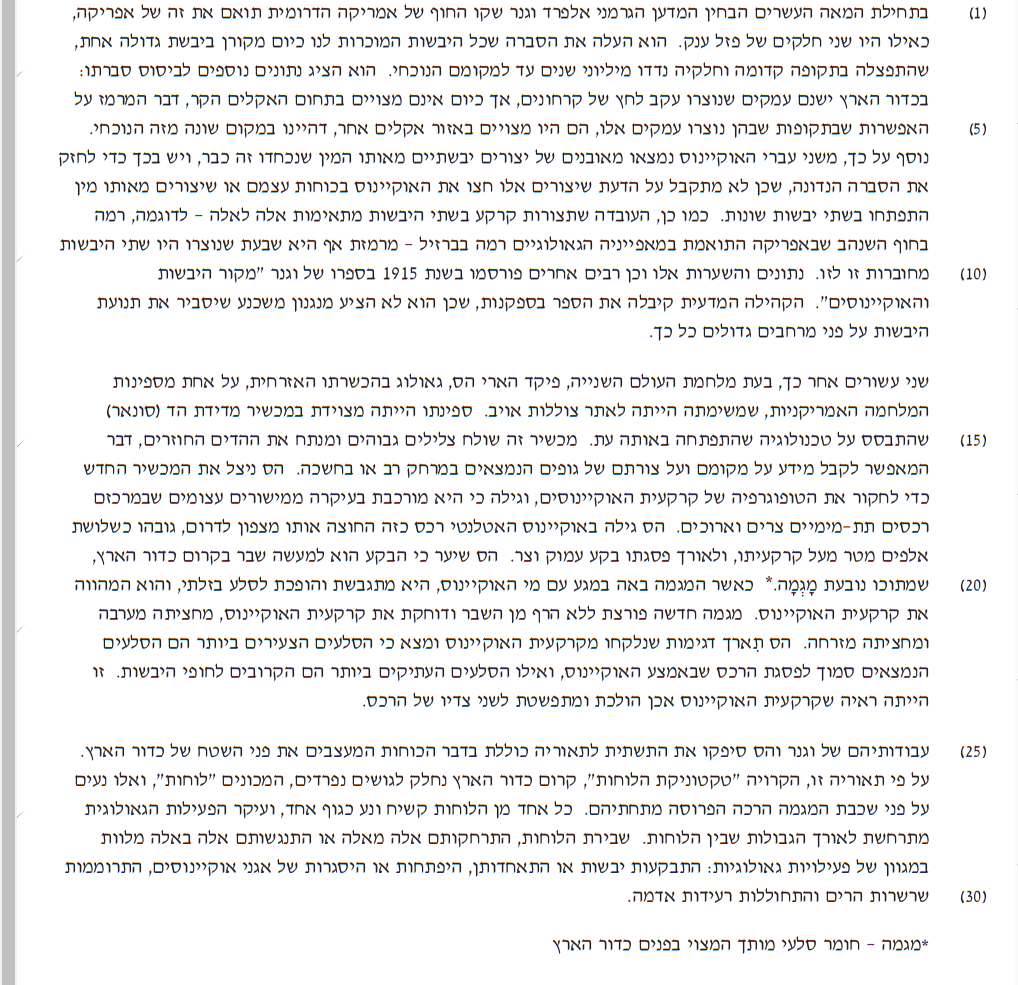 (1) בתחילת המאה העשרים הבחין המדען הגרמני אלפרד וגנר שקו החוף של אמריקה הדרומית תואם את זה של אפריקה,
כאילו היו שני חלקים של פזל ענק. הוא העלה את הסברה שכל היבשות המוכרות לנו כיום מקורן ביבשת גדולה אחת,
שהתפצלה בתקופה קדומה וחלקיה נדדו מיליוני שנים עד למקומם הנוכחי. הוא הציג נתונים נוספים לביסוס סברתו:
בכדור הארץ ישנם עמקים שנוצרו עקב לחץ של קרחונים, אך כיום אינם מצויים בתחום האקלים הקר, דבר המרמז על
(5) האפשרות שבתקופות שבהן נוצרו עמקים אלו, הם היו מצויים באזור אקלים אחר, דהיינו במקום שונה מזה הנוכחי.
נוסף על כך, משני עברי האוקיינוס נמצאו מאובנים של יצורים יבשתיים מאותו המין שנכחדו זה כבר, ויש בכך כדי לחזק
את הסברה הנדונה, שכן לא מתקבל על הדעת שיצורים אלו חצו את האוקיינוס בכוחות עצמם או שיצורים מאותו מין
התפתחו בשתי יבשות שונות. כמו כן, העובדה שתצורות קרקע בשתי היבשות מתאימות אלה לאלה – לדוגמה, רמה
בחוף השנהב שבאפריקה התואמת במאפייניה הגאולוגיים רמה בברזיל – מרמזת אף היא שבעת שנוצרו היו שתי היבשות
(10) מחוברות זו לזו. נתונים והשערות אלו וכן רבים אחרים פורסמו בשנת 1915 בספרו של וגנר "מקור היבשות
והאוקיינוסים". הקהילה המדעית קיבלה את הספר בספקנות, שכן הוא לא הציע מנגנון משכנע שיסביר את תנועת
היבשות על פני מרחבים גדולים כל כך.
שני עשורים אחר כך, בעת מלחמת העולם השנייה, פיקד הארי הס, גאולוג בהכשרתו האזרחית, על אחת מספינות
המלחמה האמריקניות, שמשימתה הייתה לאתר צוללות אויב. ספינתו הייתה מצוידת במכשיר מדידת הד (סונאר)
(15) שהתבסס על טכנולוגיה שהתפתחה באותה עת. מכשיר זה שולח צלילים גבוהים ומנתח את ההדים החוזרים, דבר
המאפשר לקבל מידע על מקומם ועל צורתם של גופים הנמצאים במרחק רב או בחשכה. הס ניצל את המכשיר החדש
כדי לחקור את הטופוגרפיה של קרקעית האוקיינוסים, וגילה כי היא מורכבת בעיקרה ממישורים עצומים שבמרכזם
רכסים תת-מימיים צרים וארוכים. הס גילה באוקיינוס האטלנטי רכס כזה החוצה אותו מצפון לדרום, גובהו כשלושת
אלפים מטר מעל קרקעיתו, ולאורך פסגתו בקע עמוק וצר. הס שיער כי הבקע הוא למעשה שבר בקרום כדור הארץ,
(20) שמתוכו נובעת מָגְמָה.* כאשר המגמה באה במגע עם מי האוקיינוס, היא מתגבשת והופכת לסלע בזלתי, והוא המהווה
את קרקעית האוקיינוס. מגמה חדשה פורצת ללא הרף מן השבר ודוחקת את קרקעית האוקיינוס, מחציתה מערבה
ומחציתה מזרחה. הס תִארך דגימות שנלקחו מקרקעית האוקיינוס ומצא כי הסלעים הצעירים ביותר הם הסלעים
הנמצאים סמוך לפסגת הרכס שבאמצע האוקיינוס, ואילו הסלעים העתיקים ביותר הם הקרובים לחופי היבשות. זו
הייתה ראיה שקרקעית האוקיינוס אכן הולכת ומתפשטת לשני צדיו של הרכס.
(25) עבודותיהם של וגנר והס סיפקו את התשתית לתאוריה כוללת בדבר הכוחות המעצבים את פני השטח של כדור הארץ.
על פי תאוריה זו, הקרויה "טקטוניקת הלוחות", קרום כדור הארץ נחלק לגושים נפרדים, המכונים "לוחות", ואלו נעים
על פני שכבת המגמה הרכה הפרוסה מתחתיהם. כל אחד מן הלוחות קשיח ונע כגוף אחד, ועיקר הפעילות הגאולוגית
מתרחשת לאורך הגבולות שבין הלוחות. שבירת הלוחות, התרחקותם אלה מאלה או התנגשותם אלה באלה מלוות
במגוון של פעילויות גאולוגיות: התבקעות יבשות או התאחדותן, היפתחות או היסגרות של אגני אוקיינוסים, התרוממות
(30) שרשרות הרים והתחוללות רעידות אדמה.
*מגמה – חומר סלעי מותך המצוי בפנים כדור הארץ